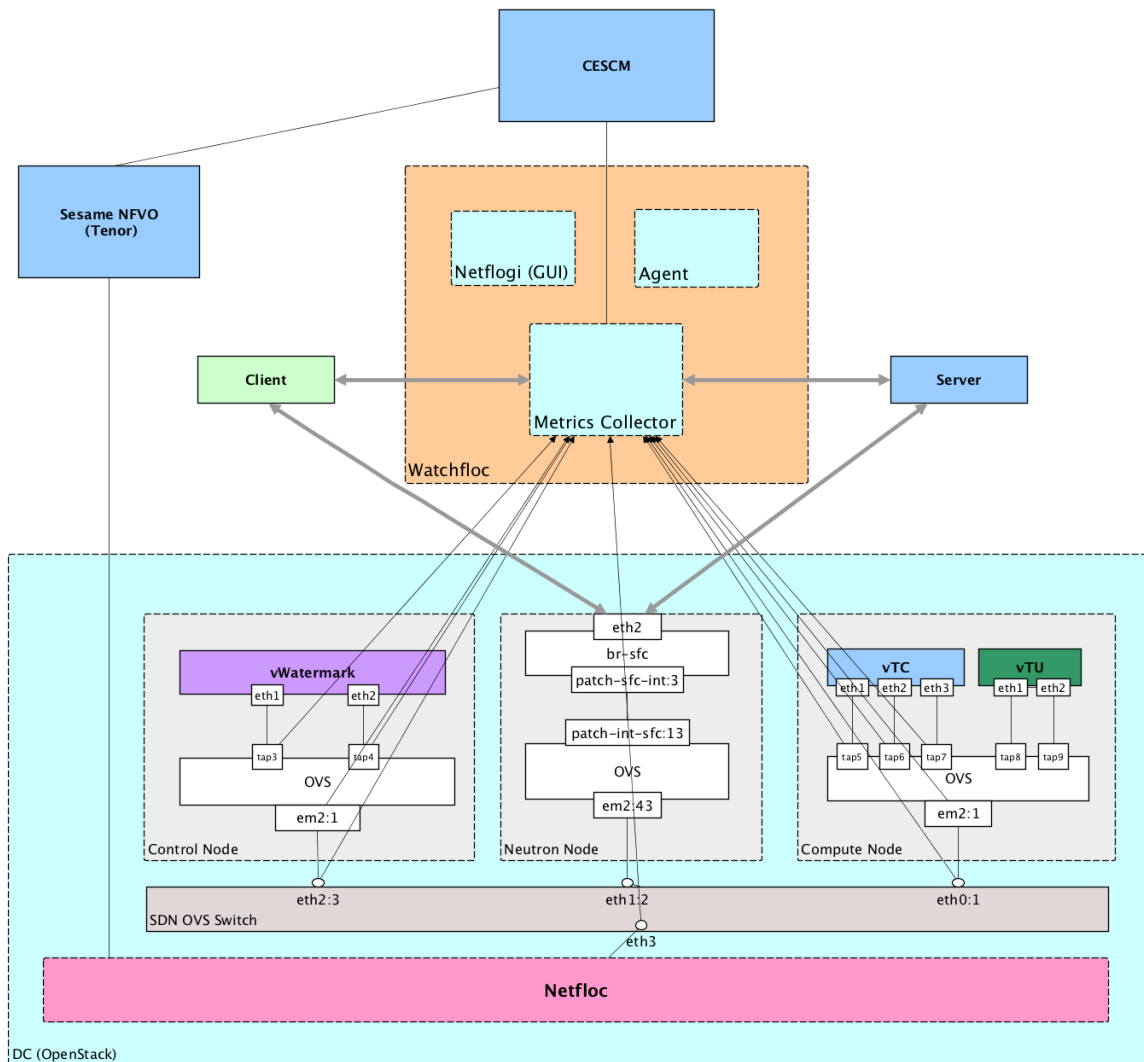 CESCM
Sesame NFVO
(Tenor)
Netflogi (GUI)
Agent
Client
Server
Metrics Collector
Watchfloc
eth2
br-sfc
patch-sfc-int:3
vWatermark
eth1
eth2
vTC
eth1
eth2
eth3
vTU
eth1
eth2
patch-int-sfc:13
tap3
tap4
tap5
tap6
tap7
tap8
tap9
OVS
OVS
OVS
em2:1
em2:43
em2:1
Control Node
Neutron Node
Compute Node
eth2:3
eth1:2
eth0:1
SDN OVS Switch
eth3
Netfloc
DC (OpenStack)